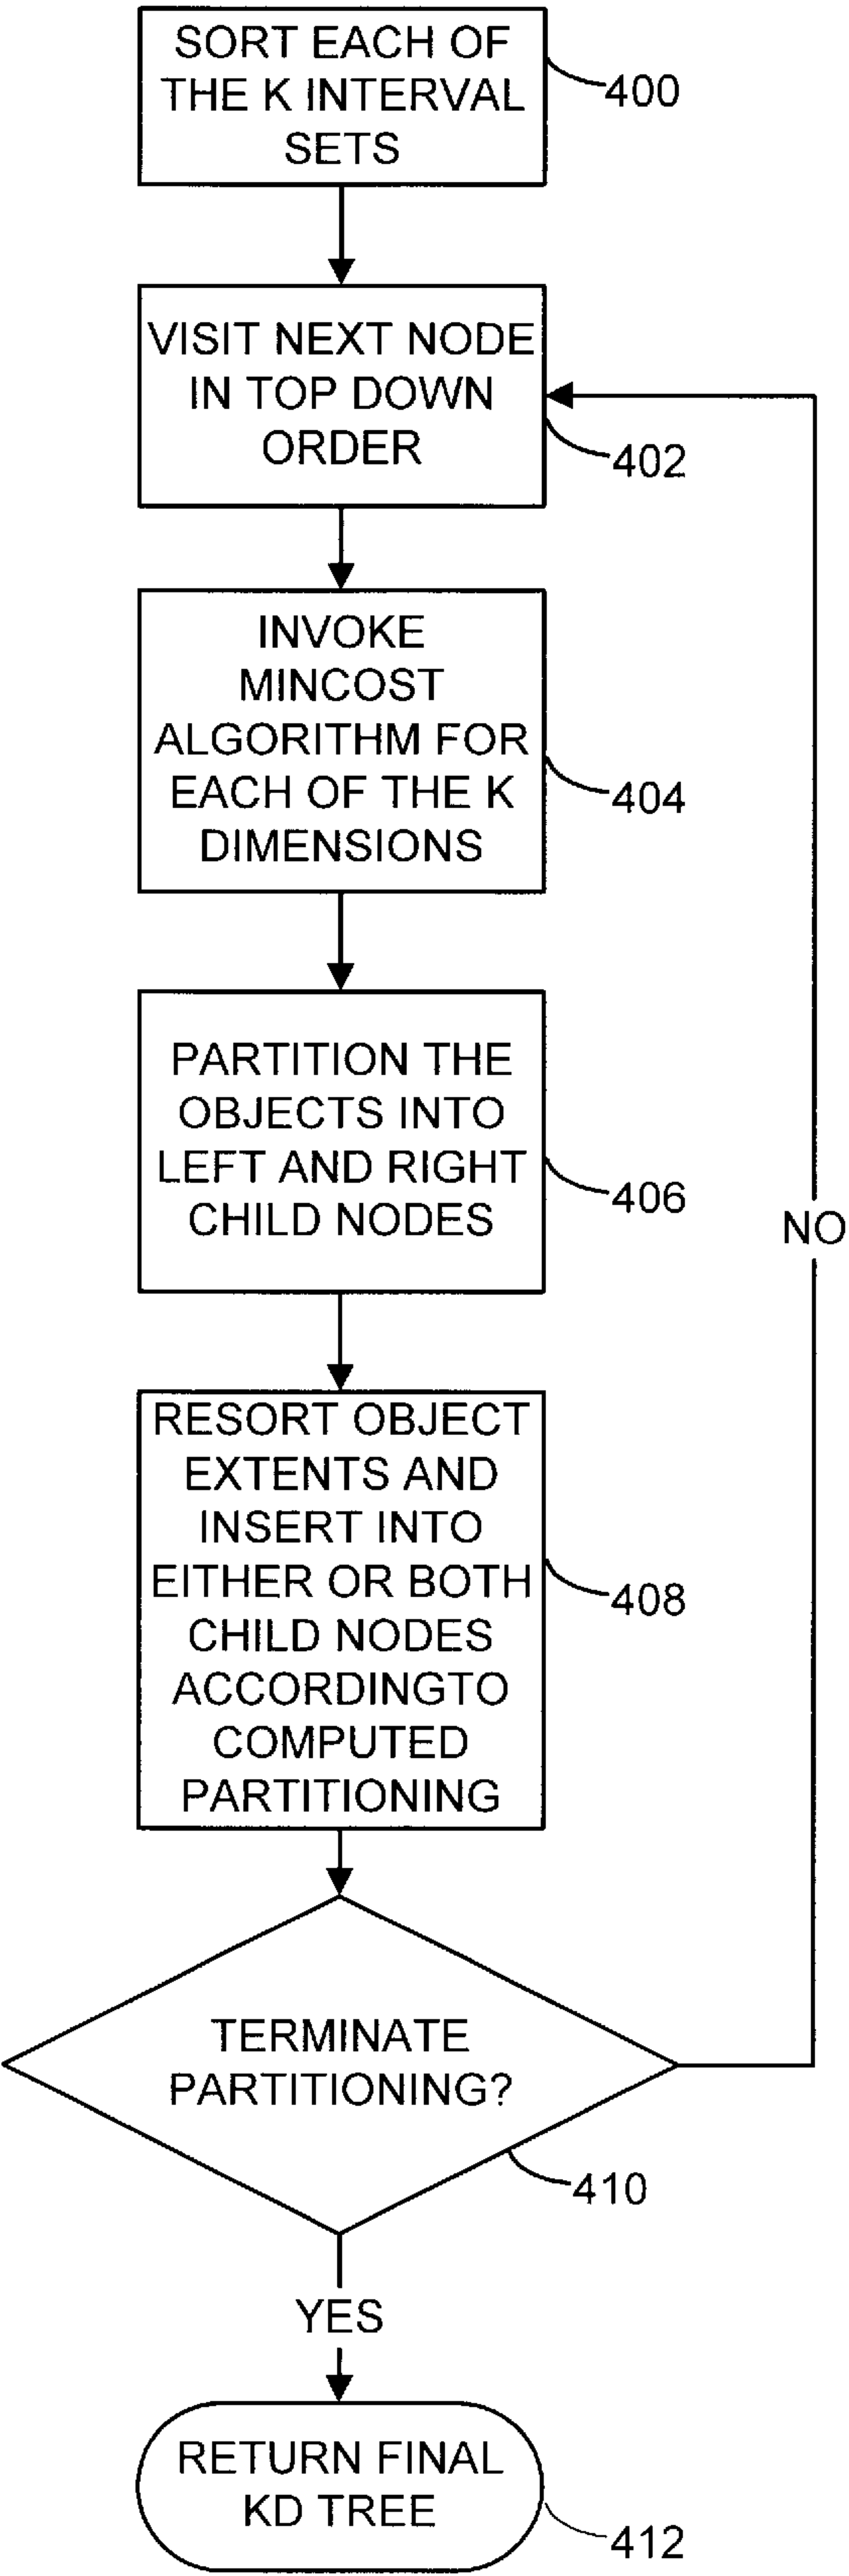 SORT EACH OF
THE K INTERVAL
SETS
400
VISIT NEXT NODE
IN TOP DOWN
ORDER
402
INVOKE
MINCOST
ALGORITHM FOR
EACH OF THE K
DIMENSIONS
404
PARTITION THE
OBJECTS INTO
LEFT AND RIGHT
CHILD NODES
406
NO
RESORT OBJECT
EXTENTS AND
INSERT INTO
EITHER OR BOTH
CHILD NODES
ACCORDINGTO
COMPUTED
PARTITIONING
408
TERMINATE
PARTITIONING?
410
YES
RETURN FINAL
KD TREE
412